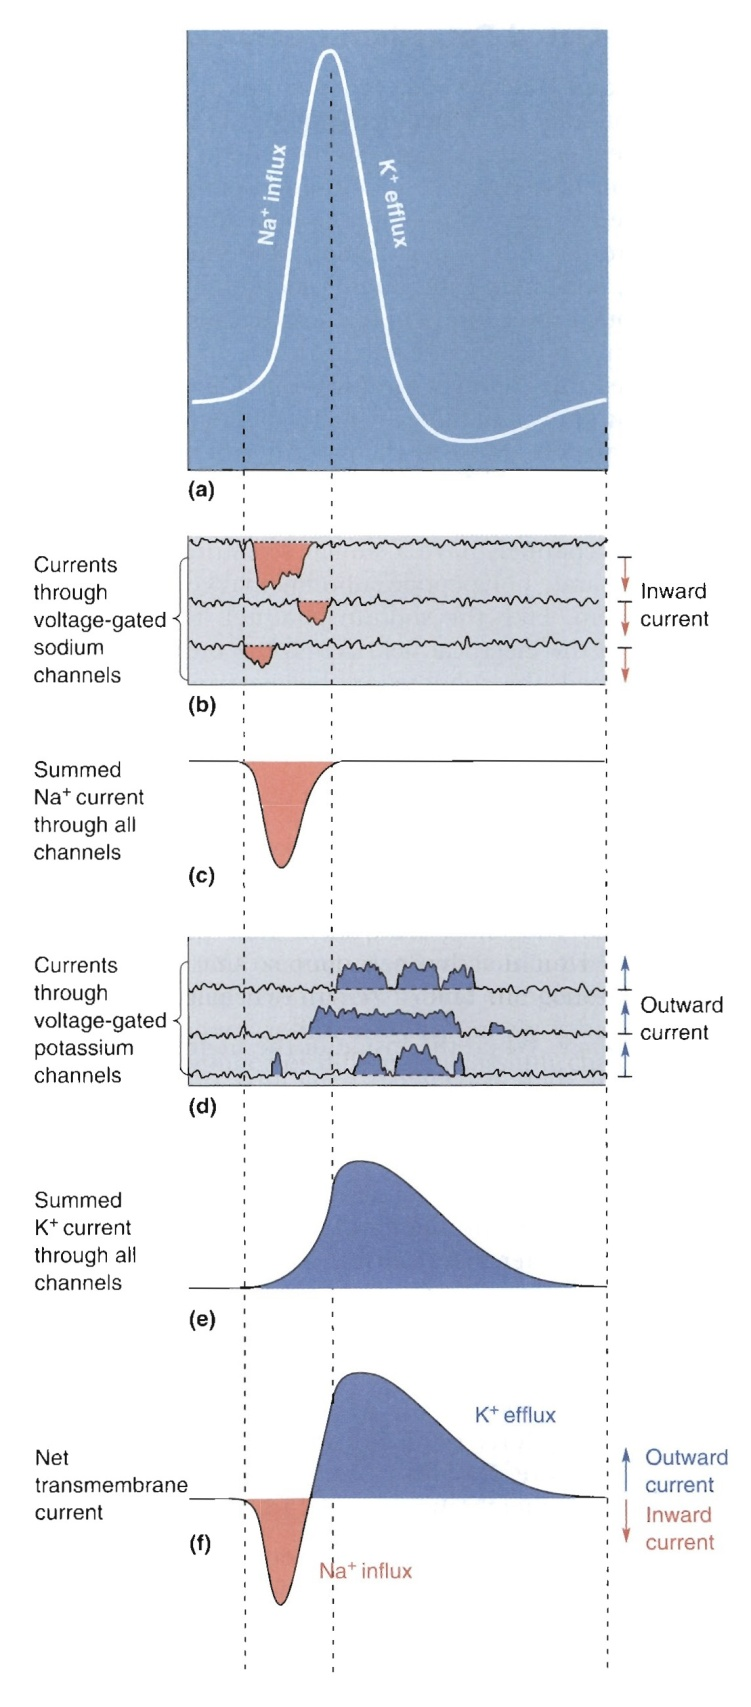 Na⁺ influx
K⁺ efflux
(a)
Currents
through
voltage-gated
sodium
channels
Inward
current
(b)
Summed
Na⁺ current
through all
channels
(c)
Currents
through
voltage-gated
potassium
channels
Outward
current
(d)
Summed
K⁺ current
through all
channels
(e)
K⁺ efflux
Net
transmembrane
current
Outward
current
Inward
current
(f)
Na⁺ influx